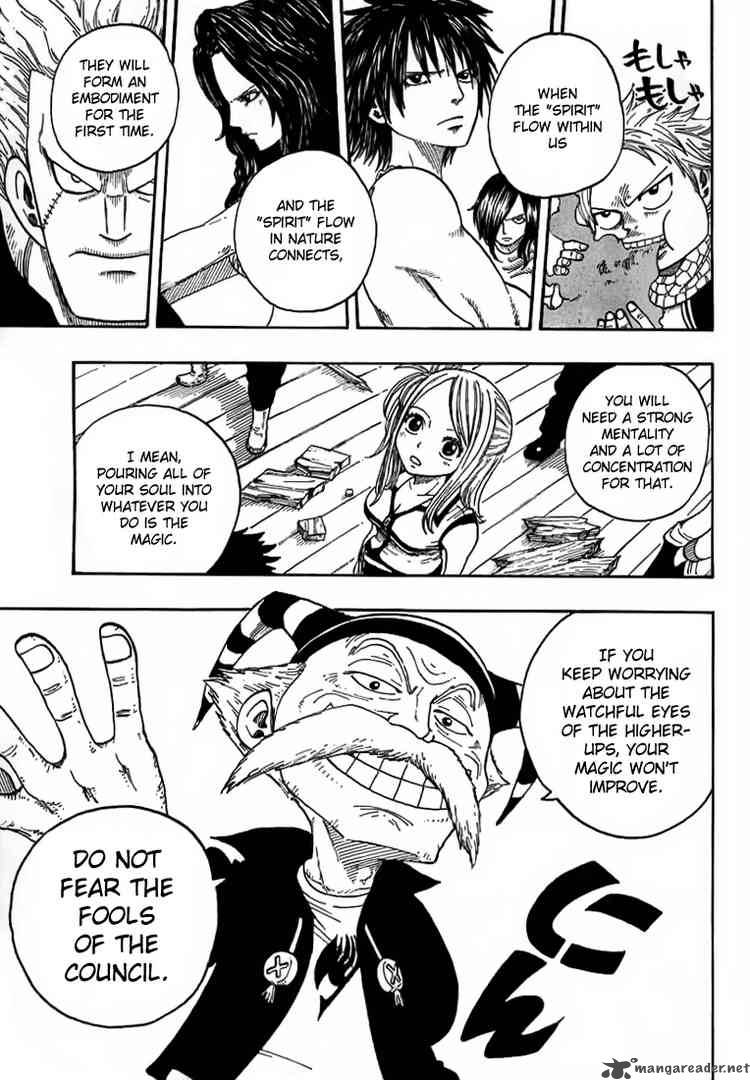 もしゃ
もしゃ
WHEN
THE "SPIRIT"
FLOW WITHIN
US
AND THE
"SPIRIT" FLOW
IN NATURE
CONNECTS,
THEY WILL
FORM AN
EMBODIMENT
FOR THE
FIRST TIME.
YOU WILL
NEED A STRONG
MENTALITY
AND A LOT OF
CONCENTRATION
FOR THAT.
I MEAN,
POURING ALL OF
YOUR SOUL INTO
WHATEVER YOU
DO IS THE
MAGIC.
IF YOU
KEEP WORRYING
ABOUT THE
WATCHFUL EYES
OF THE HIGHER-
UPS, YOUR
MAGIC WON'T
IMPROVE.
DO NOT
FEAR THE
FOOLS
OF THE
COUNCIL.
にん
mangareader.net